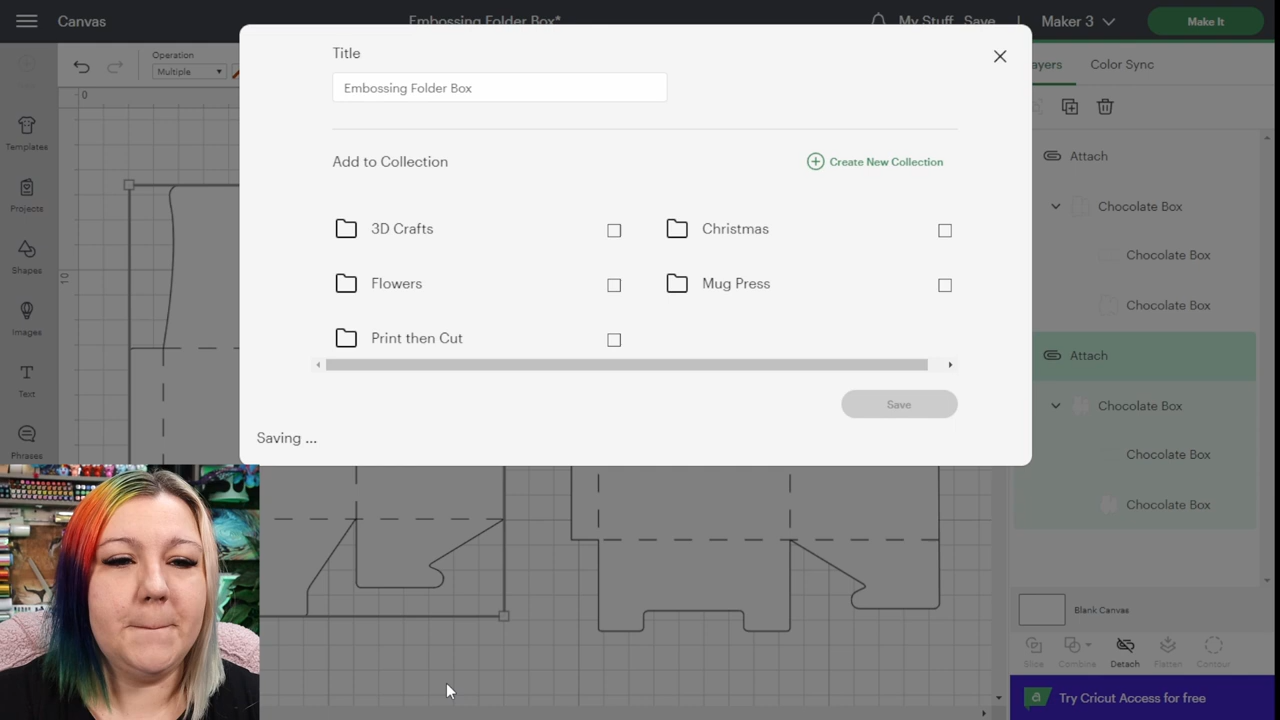 Canvas
Embossing Folder Box*
My Stuff
Save
Maker 3
Make It
Operation
Multiple
0
10
Templates
Projects
Shapes
Images
Text
Phrases
Title
Embossing Folder Box
Add to Collection
Create New Collection
3D Crafts
Christmas
Flowers
Mug Press
Print then Cut
Save
Saving ...
Color Sync
Attach
Chocolate Box
Chocolate Box
Chocolate Box
Attach
Chocolate Box
Chocolate Box
Chocolate Box
Blank Canvas
Slice
Combine
Detach
Flatten
Contour
a
Try Cricut Access for free